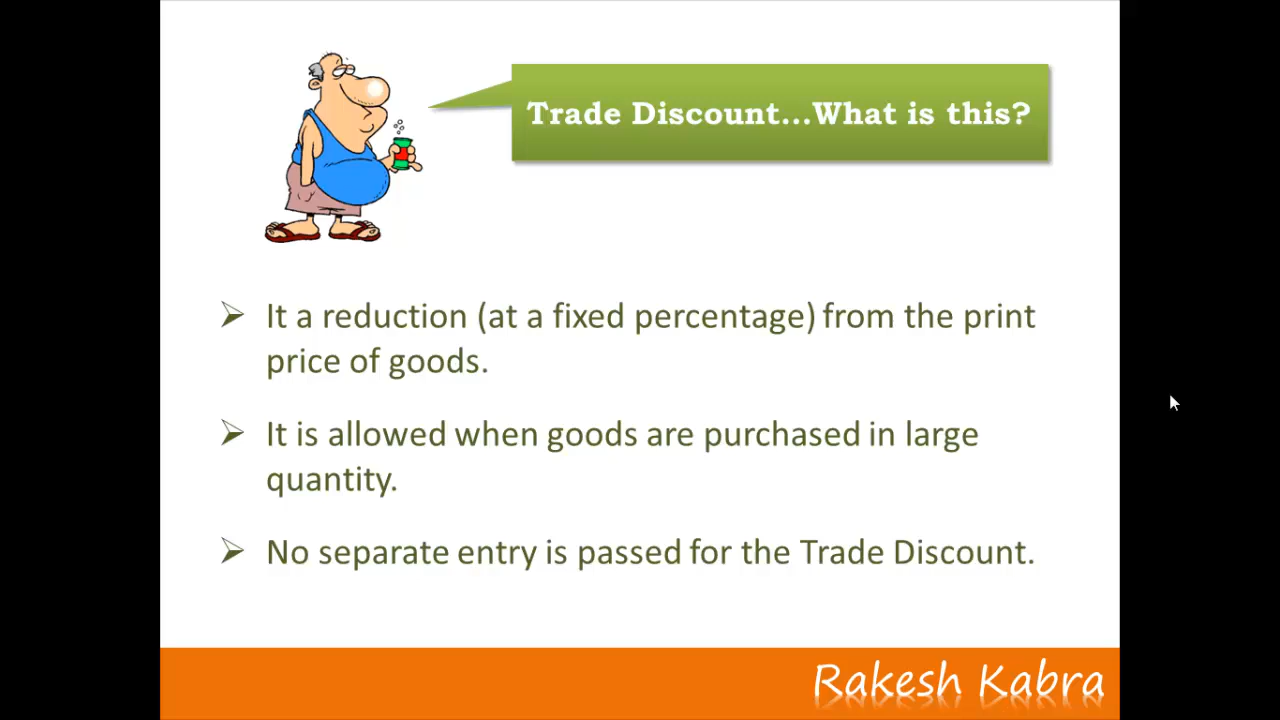 Trade Discount...What is this?
It a reduction (at a fixed percentage) from the print
price of goods.
It is allowed when goods are purchased in large
quantity.
No separate entry is passed for the Trade Discount.
Rakesh Kabra